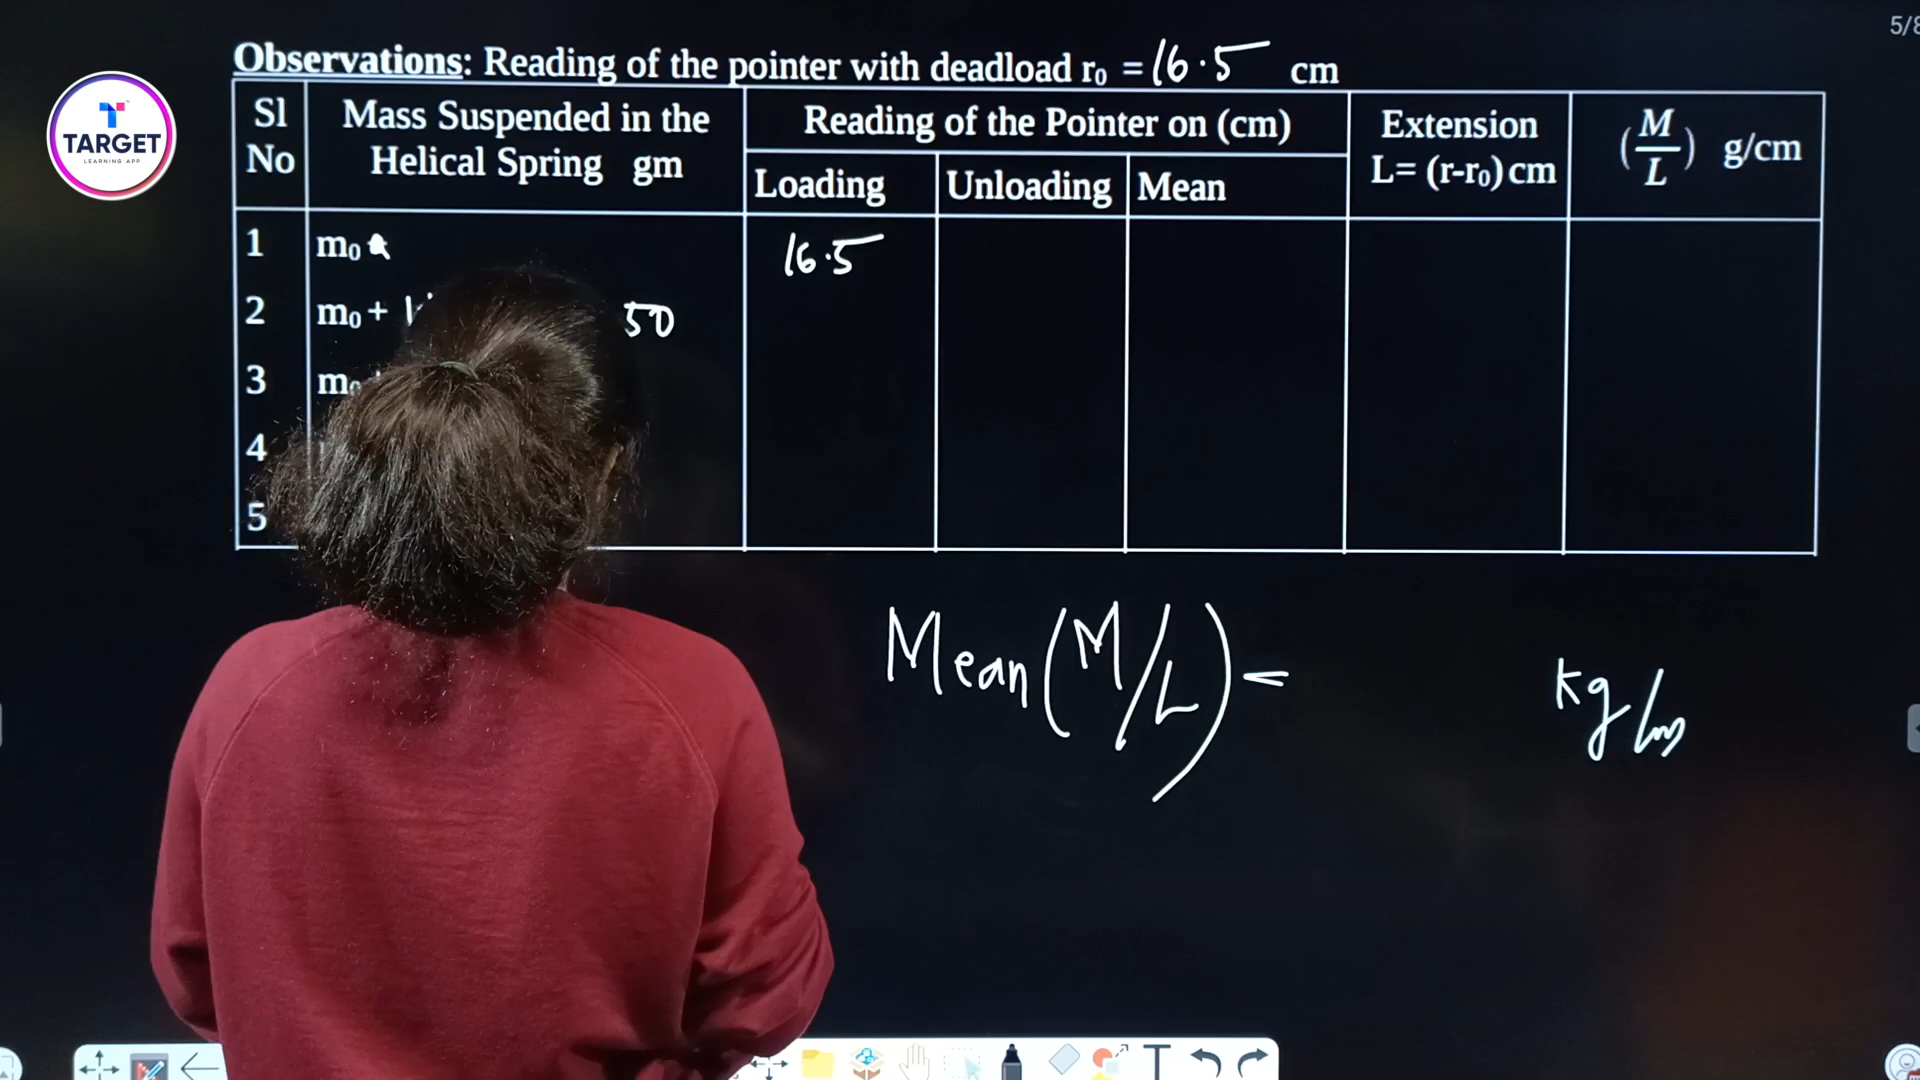 5/8
TARGET
LEARNING APP
Observations: Reading of the pointer with deadload r₀ = 16.5 cm
Sl No
Mass Suspended in the Helical Spring gm
Reading of the Pointer on (cm)
Loading
Unloading
Mean
Extension L= (r-r₀) cm
(M/L) g/cm
1 m₀ 16.5
2 m₀ + 50
3
4
5
Mean (M/L) = kg/m